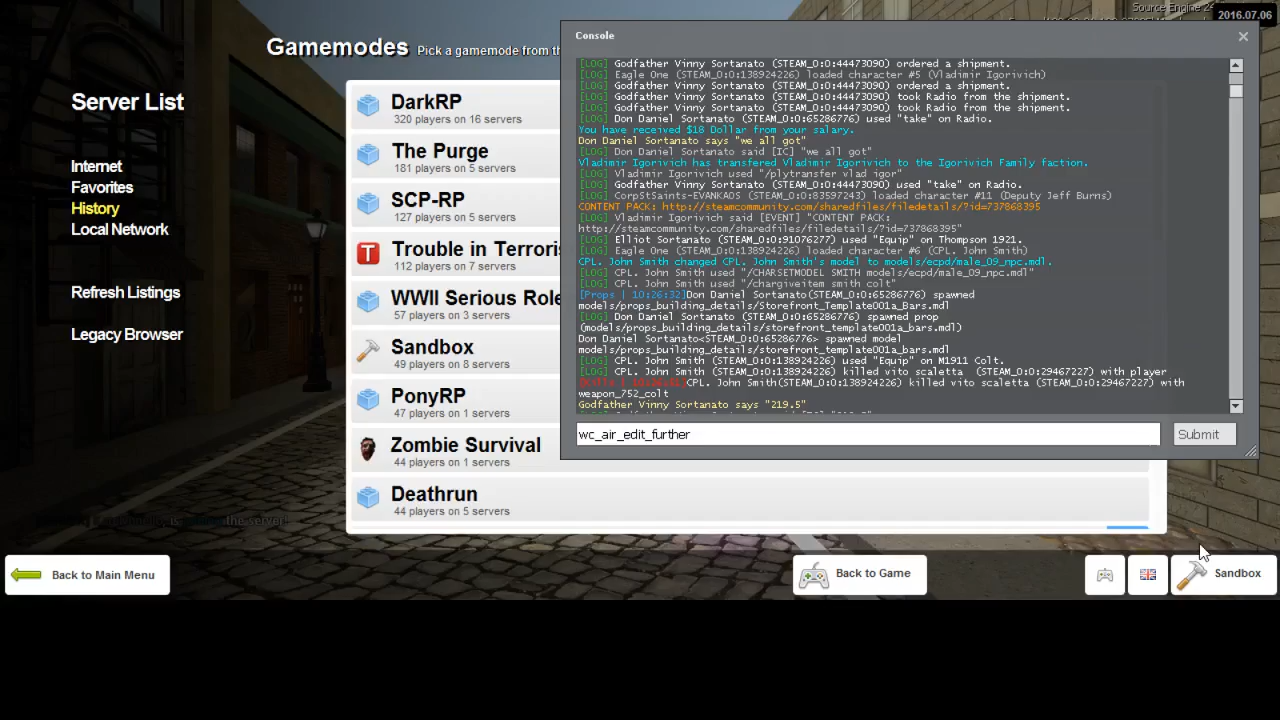 Source Engine 2
2016.07.06
Gamemodes Pick a gamemode from th
Server List
Internet
Favorites
History
Local Network
Refresh Listings
Legacy Browser
DarkRP
320 players on 16 servers
The Purge
181 players on 5 servers
SCP-RP
127 players on 5 servers
T
Trouble in Terroris
112 players on 7 servers
WWII Serious Role
57 players on 3 servers
Sandbox
49 players on 8 servers
PonyRP
47 players on 1 servers
Zombie Survival
44 players on 1 servers
Deathrun
44 players on 5 servers
Console
[LOG] Godfather Vinny Sortanato (STEAM_0:0:44473090) ordered a shipment.
[LOG] Eagle One (STEAM_0:0:138924226) loaded character #5 (Vladimir Igorivich)
[LOG] Godfather Vinny Sortanato (STEAM_0:0:44473090) ordered a shipment.
[LOG] Godfather Vinny Sortanato (STEAM_0:0:44473090) took Radio from the shipment.
[LOG] Godfather Vinny Sortanato (STEAM_0:0:44473090) took Radio from the shipment.
[LOG] Don Daniel Sortanato (STEAM_0:0:65286776) used "take" on Radio.
You have received $18 Dollar from your salary.
Don Daniel Sortanato says "we all got"
[LOG] Don Daniel Sortanato said [IC] "we all got"
Vladimir Igorivich has transfered Vladimir Igorivich to the Igorivich Family faction.
[LOG] Vladimir Igorivich used "/plytransfer vlad igor"
[LOG] Godfather Vinny Sortanato (STEAM_0:0:44473090) used "take" on Radio.
[LOG] CorpstSaints-EVANKAOS (STEAM_0:0:83597243) loaded character #11 (Deputy Jeff Burns)
CONTENT PACK: http://steamcommunity.com/sharedfiles/filedetails/?id=737868395
[LOG] Vladimir Igorivich said [EVENT] "CONTENT PACK:
http://steamcommunity.com/sharedfiles/filedetails/?id=737868395"
[LOG] Elliot Sortanato (STEAM_0:0:91076277) used "Equip" on Thompson 1921.
[LOG] Eagle One (STEAM_0:0:138924226) loaded character #6 (CPL. John Smith)
CPL. John Smith changed CPL. John Smith's model to models/ecpd/male_09_npc.mdl.
[LOG] CPL. John Smith used "/CHARSETMODEL SMITH models/ecpd/male_09_npc.mdl"
[LOG] CPL. John Smith used "/chargiveitem smith colt"
[Props | 10:26:32]Don Daniel Sortanato(STEAM_0:0:65286776) spawned
models/props_building_details/Storefront_Template001a_Bars.mdl
[LOG] Don Daniel Sortanato (STEAM_0:0:65286776) spawned prop
(models/props_building_details/storefront_template001a_bars.mdl)
Don Daniel Sortanato<STEAM_0:0:65286776> spawned model
models/props_building_details/storefront_template001a_bars.mdl
[LOG] CPL. John Smith used "Equip" on M1911 Colt.
[LOG] CPL. John Smith (STEAM_0:0:138924226) killed vito scaletta (STEAM_0:0:29467227) with player
CPL. John Smith(STEAM_0:0:138924226) killed vito scaletta (STEAM_0:0:29467227) with
weapon_752_colt
Godfather Vinny Sortanato says "219.5"
wc_air_edit_further
Submit
the server!
Back to Main Menu
Back to Game
Sandbox